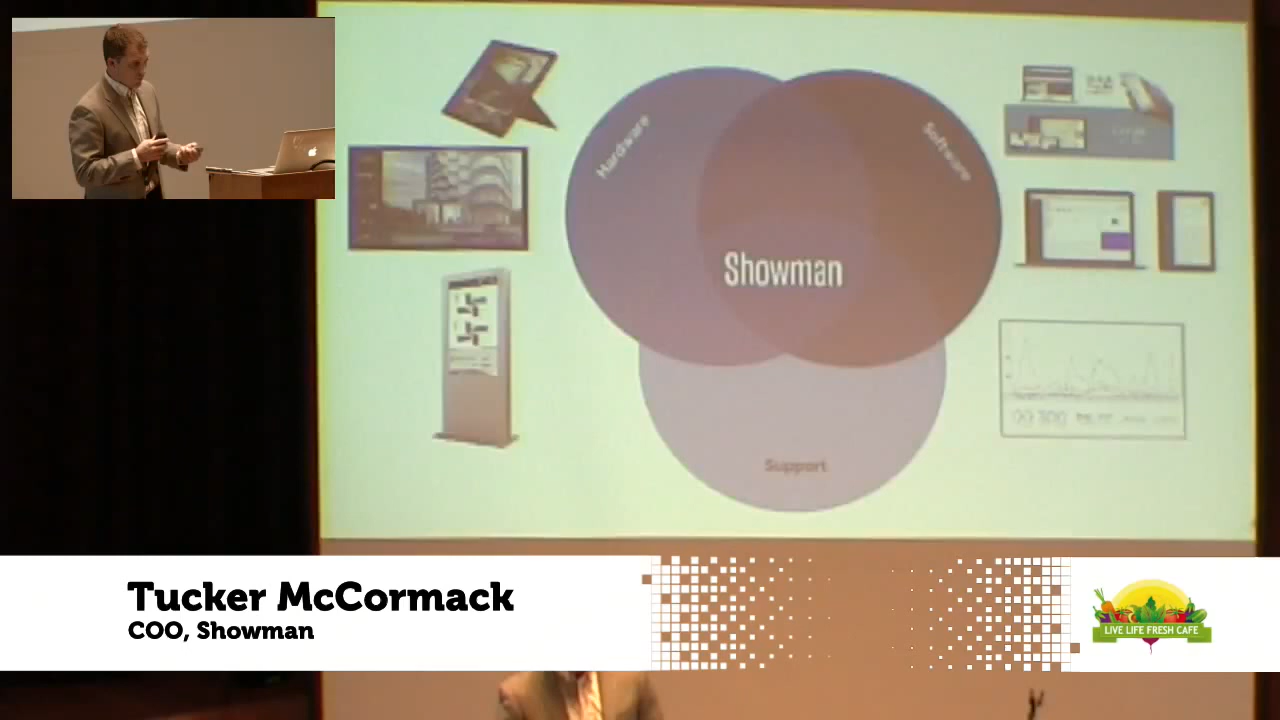 Hardware
Software
Showman
Support
Tucker McCormack
COO, Showman
LIVE LIFE FRESH CAFE